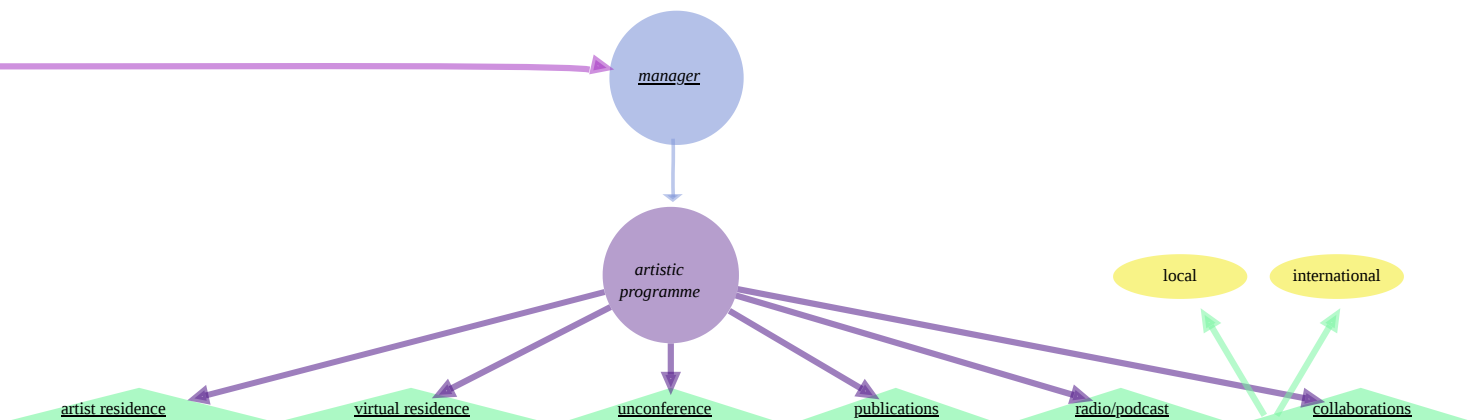 manager
artistic
programme
local
international
artist residence
virtual residence
unconference
publications
radio/podcast
collaborations